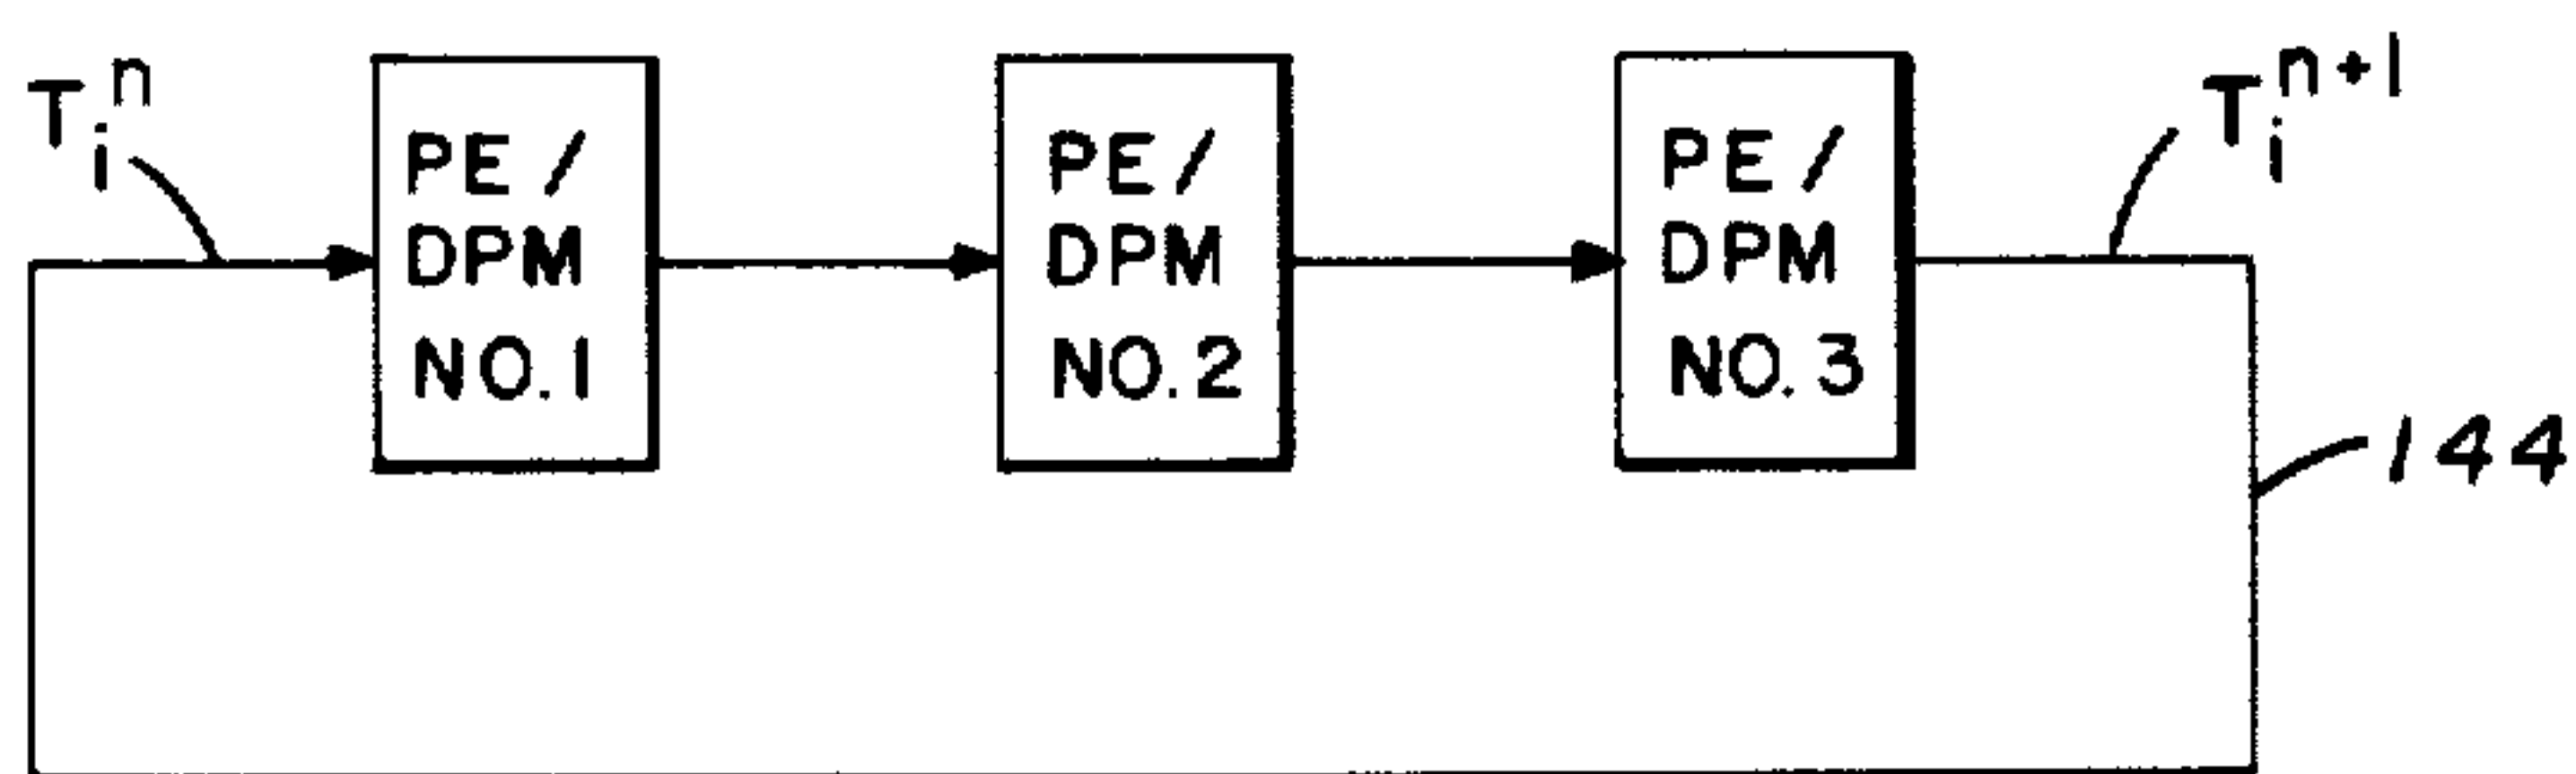 T_i^n
PE /
DPM
NO. 1
PE /
DPM
NO. 2
PE /
DPM
NO. 3
T_i^{n+1}
144